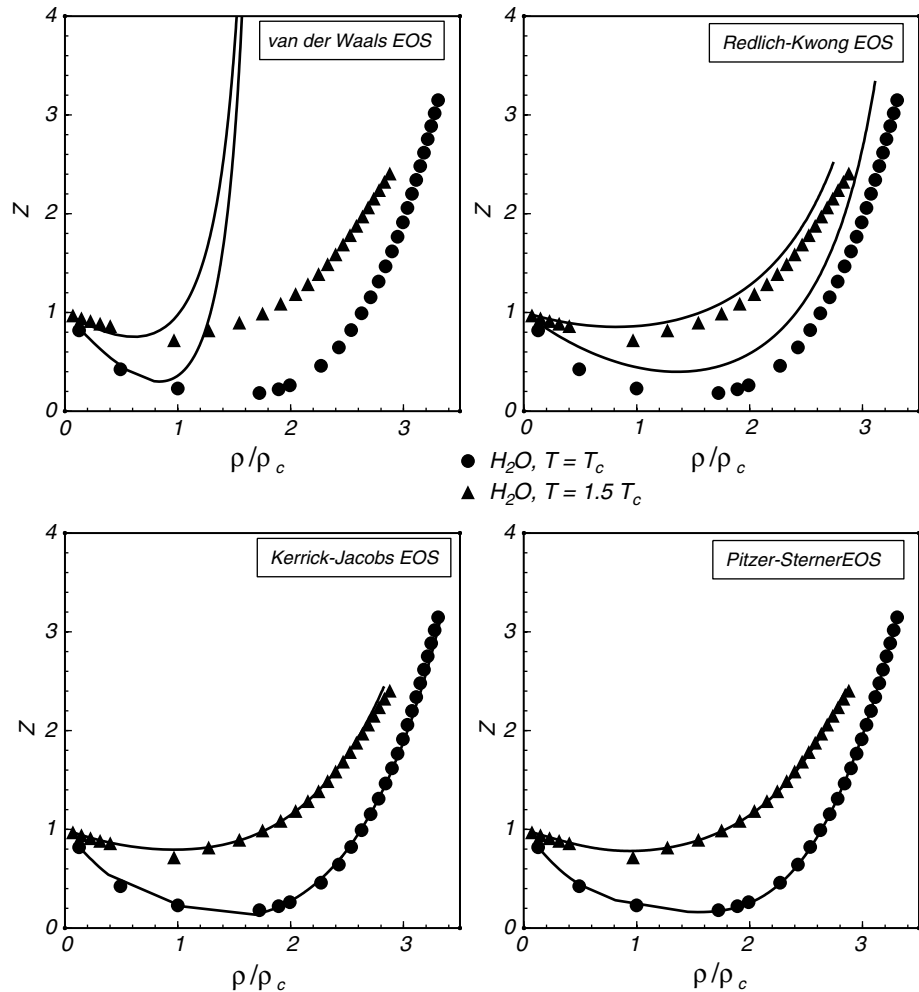 4
van der Waals EOS
3
Z
2
1
0
0 1 2 3
ρ/ρc
4
Redlich-Kwong EOS
3
Z
2
1
0
0 1 2 3
ρ/ρc
● H₂O, T = Tc
▲ H₂O, T = 1.5 Tc
4
Kerrick-Jacobs EOS
3
Z
2
1
0
0 1 2 3
ρ/ρc
4
Pitzer-SternerEOS
3
Z
2
1
0
0 1 2 3
ρ/ρc